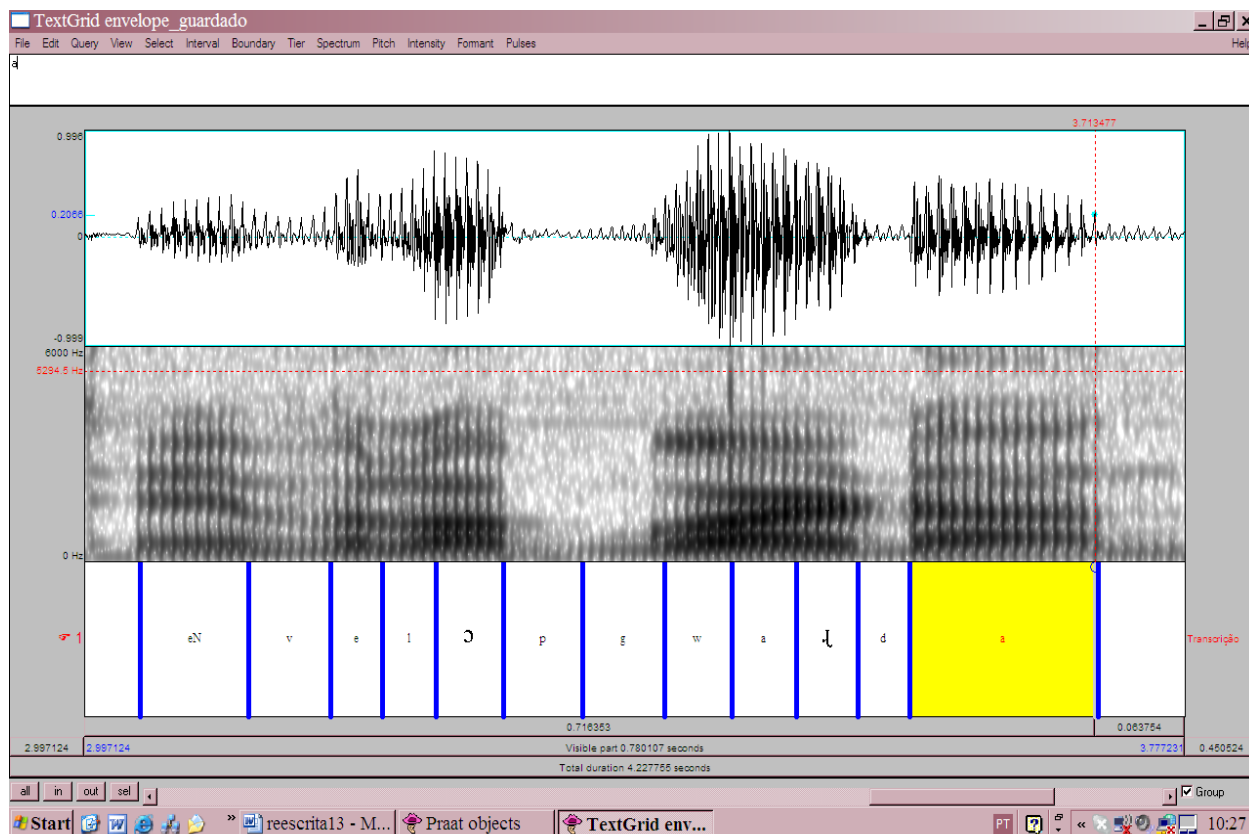 TextGrid envelope_guardado
File Edit Query View Select Interval Boundary Tier Spectrum Pitch Intensity Formant Pulses Help
a
3.713477
0.996
0.2066
0
-0.999
6000 Hz
5294.5 Hz
0 Hz
1 eN v e l ɔ p g w a ɻ d a Transcrição
0.716353 0.063754
2.997124 2.997124 Visible part 0.780107 seconds 3.777231 0.450524
Total duration 4.227755 seconds
all in out sel Group
Start » reescrita13 - M... Praat objects TextGrid env... PT « 10:27